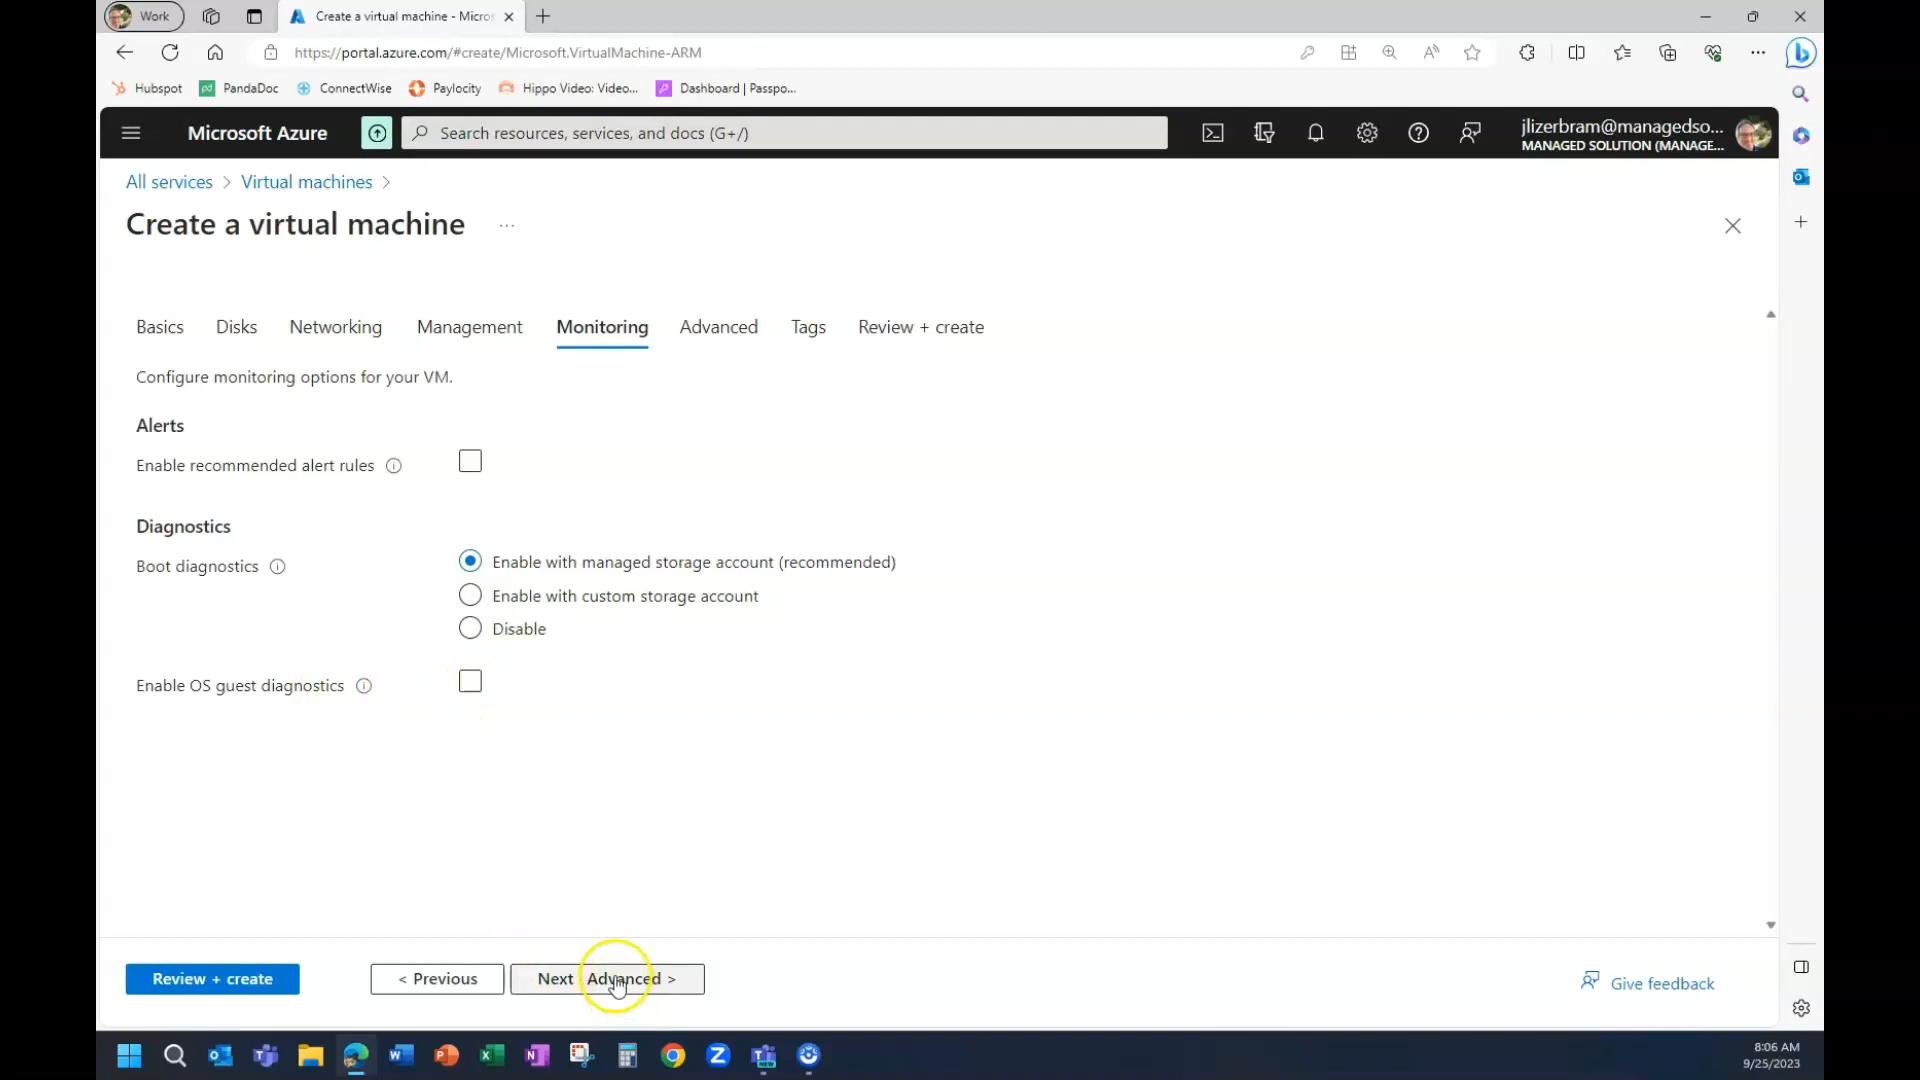 Work
Create a virtual machine - Micros
https://portal.azure.com/#create/Microsoft.VirtualMachine-ARM
Hubspot
PandaDoc
ConnectWise
Paylocity
Hippo Video: Video...
Dashboard | Passpo...
Microsoft Azure
Search resources, services, and docs (G+/)
jlizerbram@managedso...
MANAGED SOLUTION (MANAGE...
All services > Virtual machines >
Create a virtual machine ...
Basics
Disks
Networking
Management
Monitoring
Advanced
Tags
Review + create
Configure monitoring options for your VM.
Alerts
Enable recommended alert rules
Diagnostics
Boot diagnostics
Enable with managed storage account (recommended)
Enable with custom storage account
Disable
Enable OS guest diagnostics
Review + create
< Previous
Next Advanced >
Give feedback
8:06 AM
9/25/2023